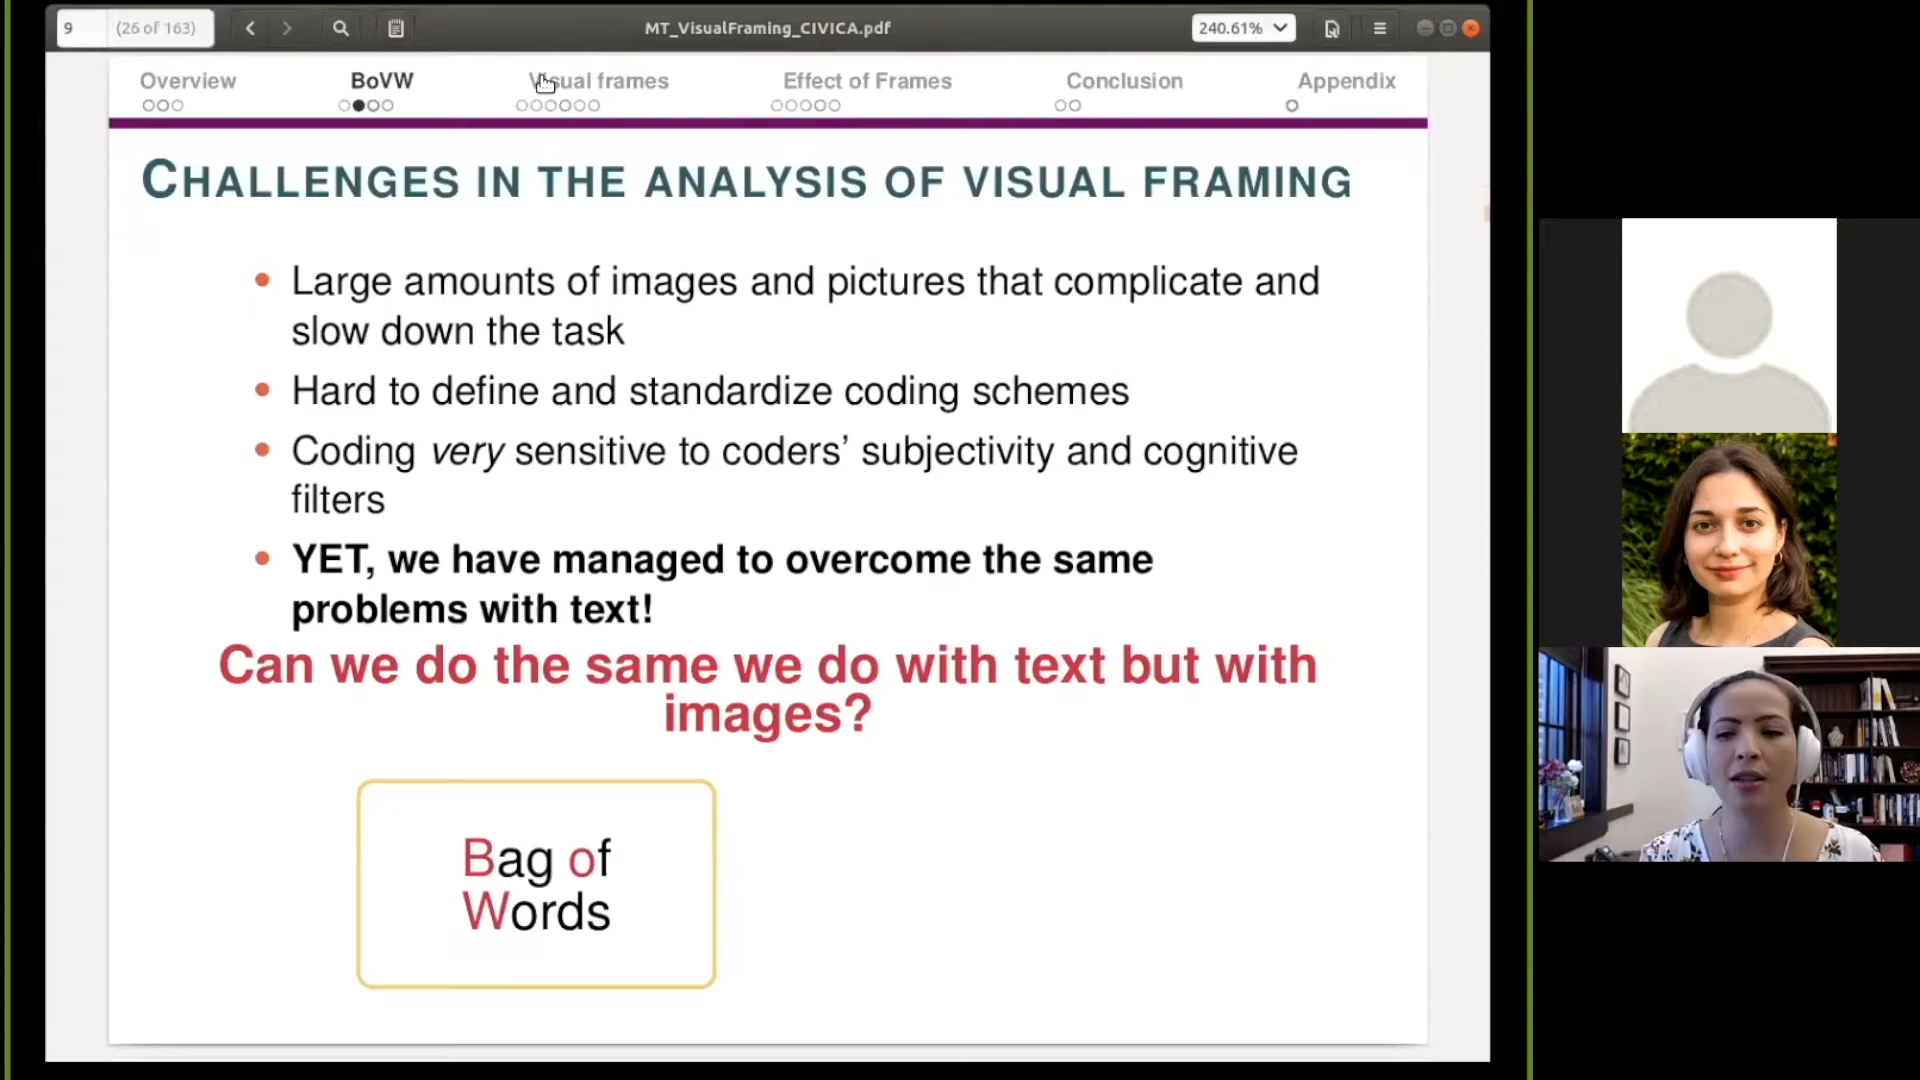 9 (26 of 163) MT_VisualFraming_CIVICA.pdf 240.61%
Overview BoVW Visual frames Effect of Frames Conclusion Appendix
CHALLENGES IN THE ANALYSIS OF VISUAL FRAMING
Large amounts of images and pictures that complicate and
slow down the task
Hard to define and standardize coding schemes
Coding very sensitive to coders’ subjectivity and cognitive
filters
YET, we have managed to overcome the same
problems with text!
Can we do the same we do with text but with
images?
Bag of
Words